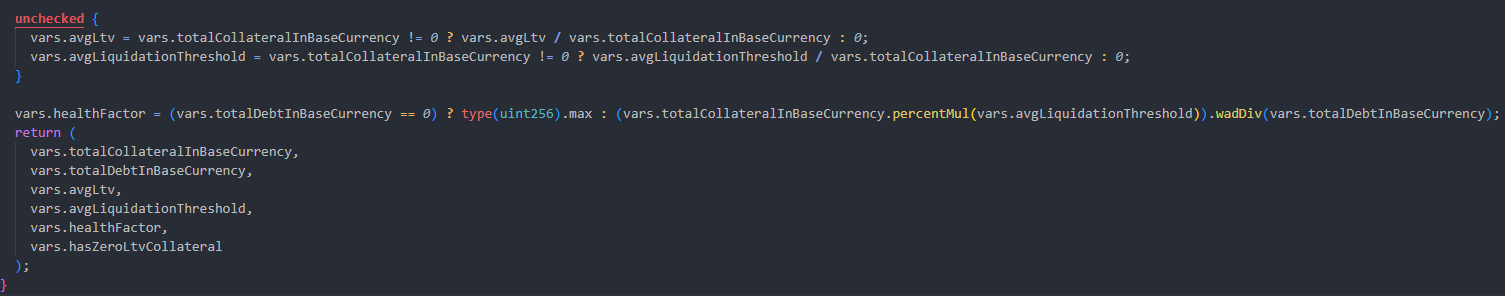 unchecked {
vars.avgLtv = vars.totalCollateralInBaseCurrency != 0 ? vars.avgLtv / vars.totalCollateralInBaseCurrency : 0;
vars.avgLiquidationThreshold = vars.totalCollateralInBaseCurrency != 0 ? vars.avgLiquidationThreshold / vars.totalCollateralInBaseCurrency : 0;
}
vars.healthFactor = (vars.totalDebtInBaseCurrency == 0) ? type(uint256).max : (vars.totalCollateralInBaseCurrency.percentMul(vars.avgLiquidationThreshold)).wadDiv(vars.totalDebtInBaseCurrency);
return (
vars.totalCollateralInBaseCurrency,
vars.totalDebtInBaseCurrency,
vars.avgLtv,
vars.avgLiquidationThreshold,
vars.healthFactor,
vars.hasZeroLtvCollateral
);
}